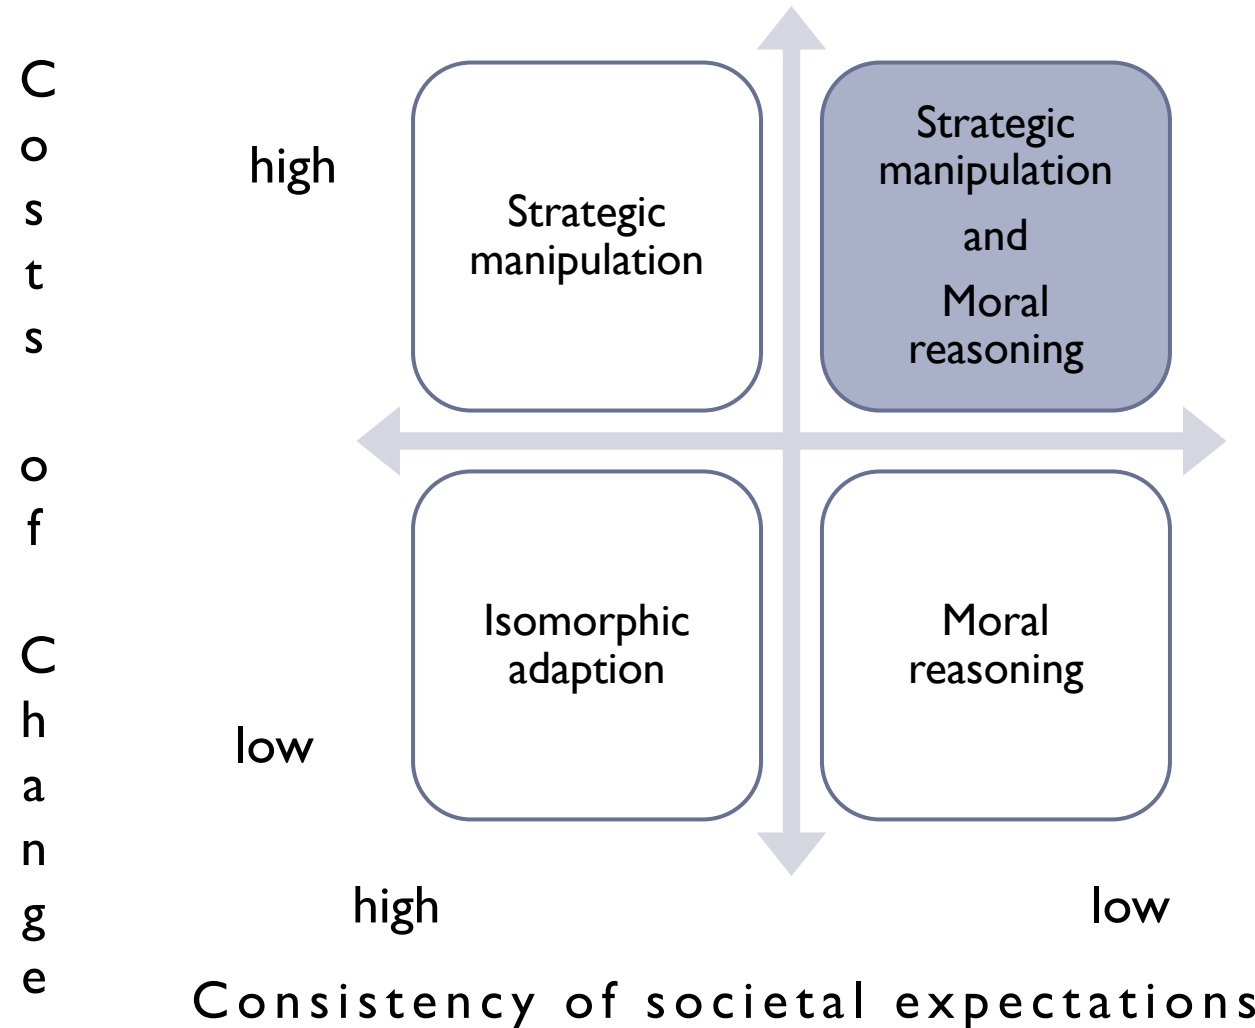 Costs of Change
high
Strategic
manipulation
Strategic
manipulation
and
Moral
reasoning
low
Isomorphic
adaption
Moral
reasoning
high
low
Consistency of societal expectations